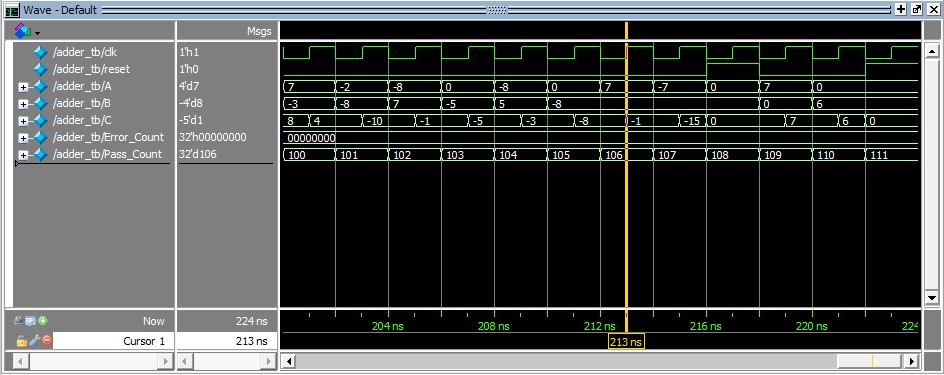 Wave - Default
Msgs
/adder_tb/clk 1'h1
/adder_tb/reset 1'h0
/adder_tb/A 4'd7 7 -2 -8 0 -8 0 7 -7 0 7 0
/adder_tb/B -4'd8 -3 -8 7 -5 5 -8 0 6
/adder_tb/C -5'd1 8 4 -10 -1 -5 -3 -8 -1 -15 0 7 6 0
/adder_tb/Error_Count 32'h00000000 00000000
/adder_tb/Pass_Count 32'd106 100 101 102 103 104 105 106 107 108 109 110 111
Now 224 ns 204 ns 208 ns 212 ns 216 ns 220 ns 224
Cursor 1 213 ns 213 ns